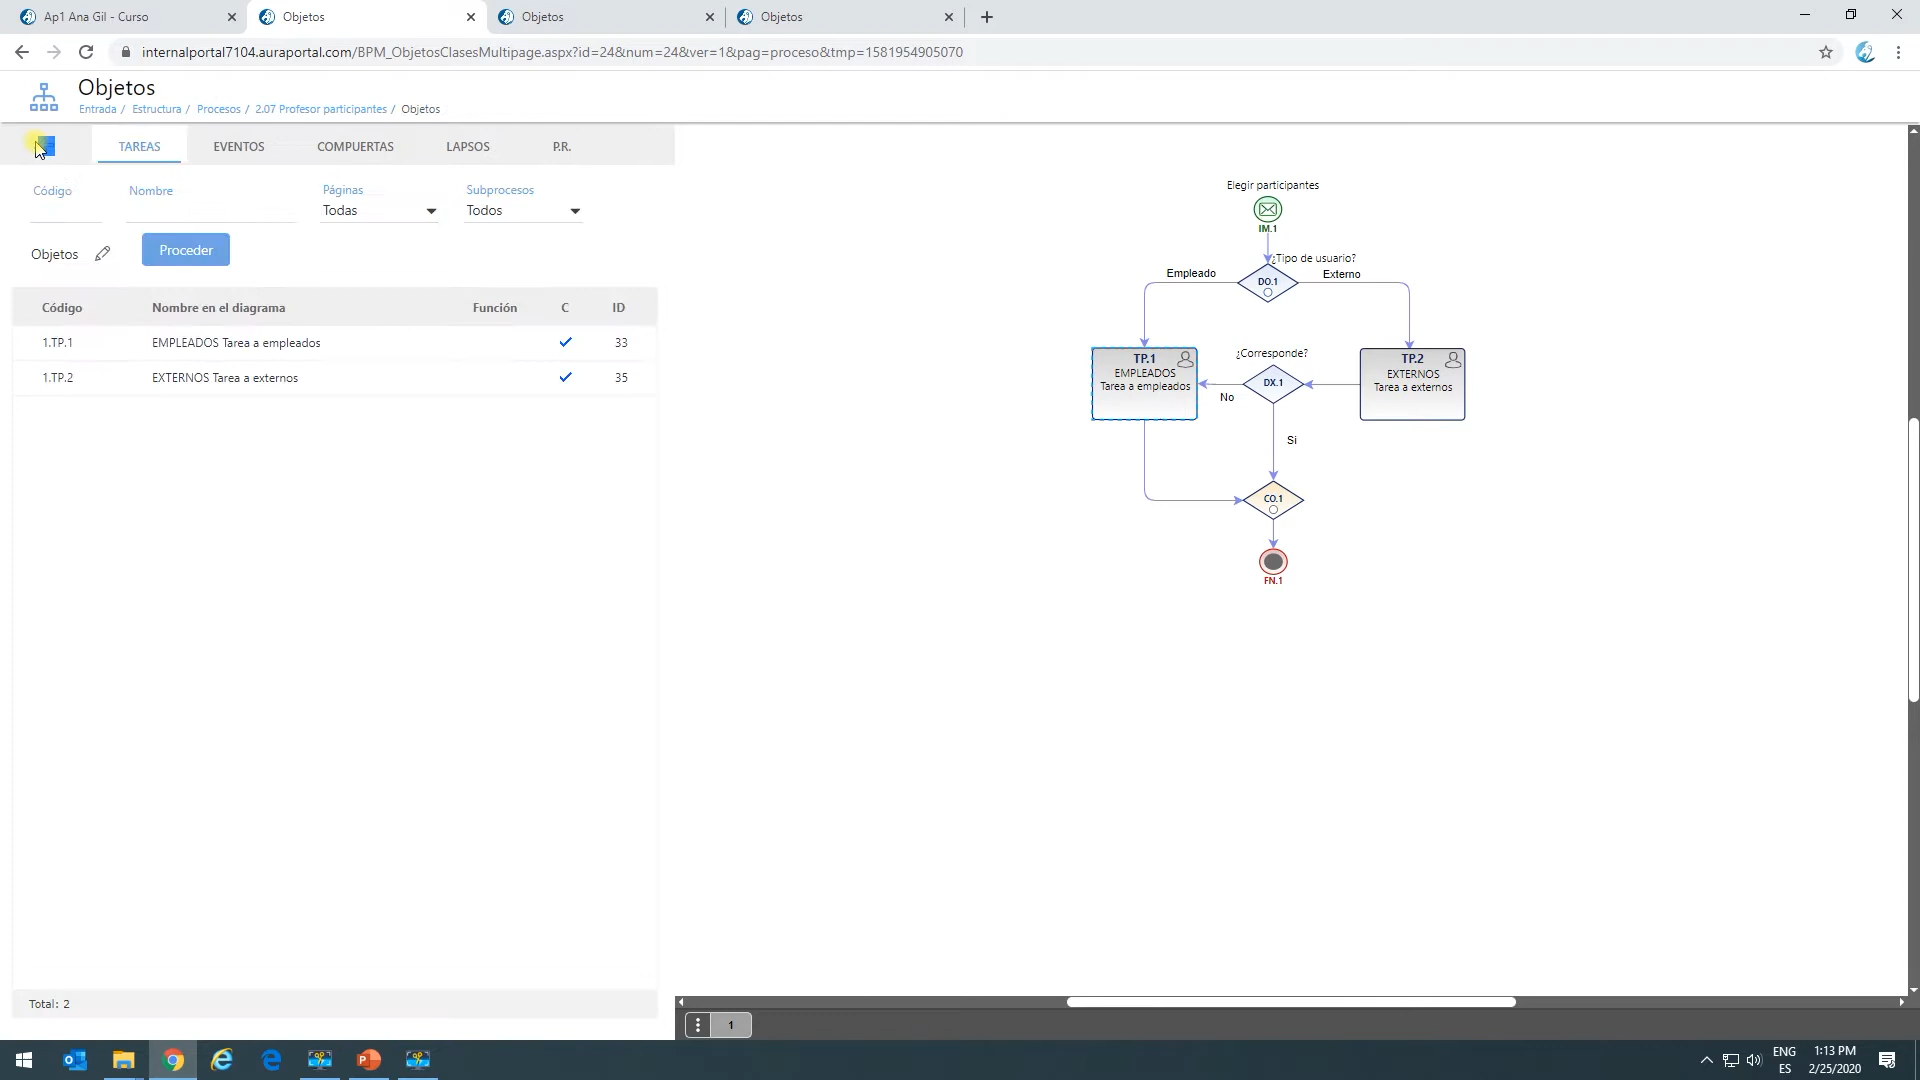 Ap1 Ana Gil - Curso
Objetos
Objetos
Objetos
internalportal7104.auraportal.com/BPM_ObjetosClasesMultipage.aspx?id=24&num=24&ver=1&pag=proceso&tmp=1581954905070
Objetos
Entrada / Estructura / Procesos / 2.07 Profesor participantes / Objetos
TAREAS EVENTOS COMPUERTAS LAPSOS P.R.
Código Nombre Páginas Subprocesos
Todas Todos
Objetos Proceder
Código Nombre en el diagrama Función C ID
1.TP.1 EMPLEADOS Tarea a empleados 33
1.TP.2 EXTERNOS Tarea a externos 35
Total: 2
Elegir participantes
IM.1
¿Tipo de usuario?
Empleado DO.1 Externo
TP.1
EMPLEADOS
Tarea a empleados
¿Corresponde?
DX.1
No
TP.2
EXTERNOS
Tarea a externos
Si
CO.1
FN.1
1
ENG
ES
1:13 PM
2/25/2020